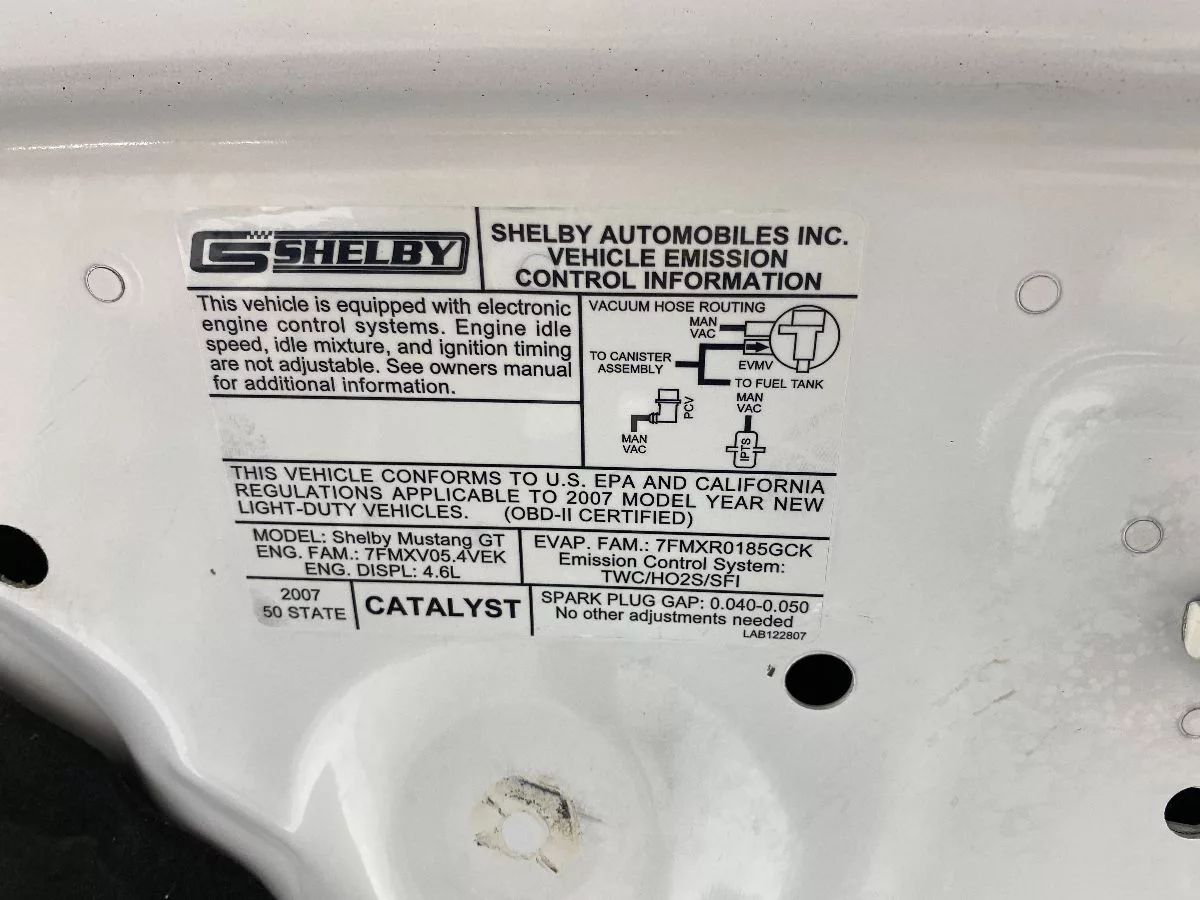 SHELBY
SHELBY AUTOMOBILES INC.
VEHICLE EMISSION
CONTROL INFORMATION
This vehicle is equipped with electronic
engine control systems. Engine idle
speed, idle mixture, and ignition timing
are not adjustable. See owners manual
for additional information.
VACUUM HOSE ROUTING
MAN
VAC
TO CANISTER
ASSEMBLY
EVMV
TO FUEL TANK
PCV
MAN
VAC
MAN
VAC
IPTS
THIS VEHICLE CONFORMS TO U.S. EPA AND CALIFORNIA
REGULATIONS APPLICABLE TO 2007 MODEL YEAR NEW
LIGHT-DUTY VEHICLES. (OBD-II CERTIFIED)
MODEL: Shelby Mustang GT
ENG. FAM.: 7FMXV05.4VEK
ENG. DISPL: 4.6L
EVAP. FAM.: 7FMXR0185GCK
Emission Control System:
TWC/HO2S/SFI
2007
50 STATE
CATALYST
SPARK PLUG GAP: 0.040-0.050
No other adjustments needed
LAB122807